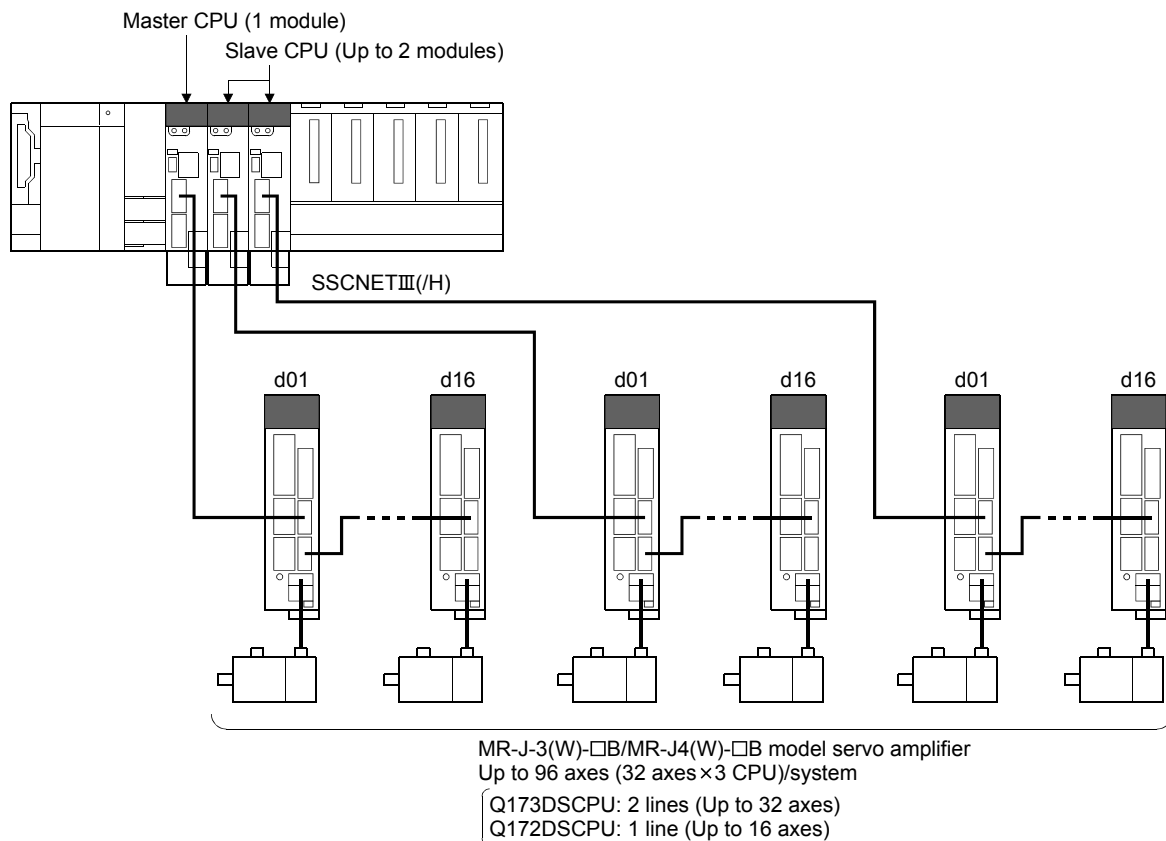 Master CPU (1 module)
Slave CPU (Up to 2 modules)
SSCNETⅢ(/H)
d01 d16 d01 d16 d01 d16
MR-J-3(W)-□B/MR-J4(W)-□B model servo amplifier
Up to 96 axes (32 axes×3 CPU)/system
Q173DSCPU: 2 lines (Up to 32 axes)
Q172DSCPU: 1 line (Up to 16 axes)